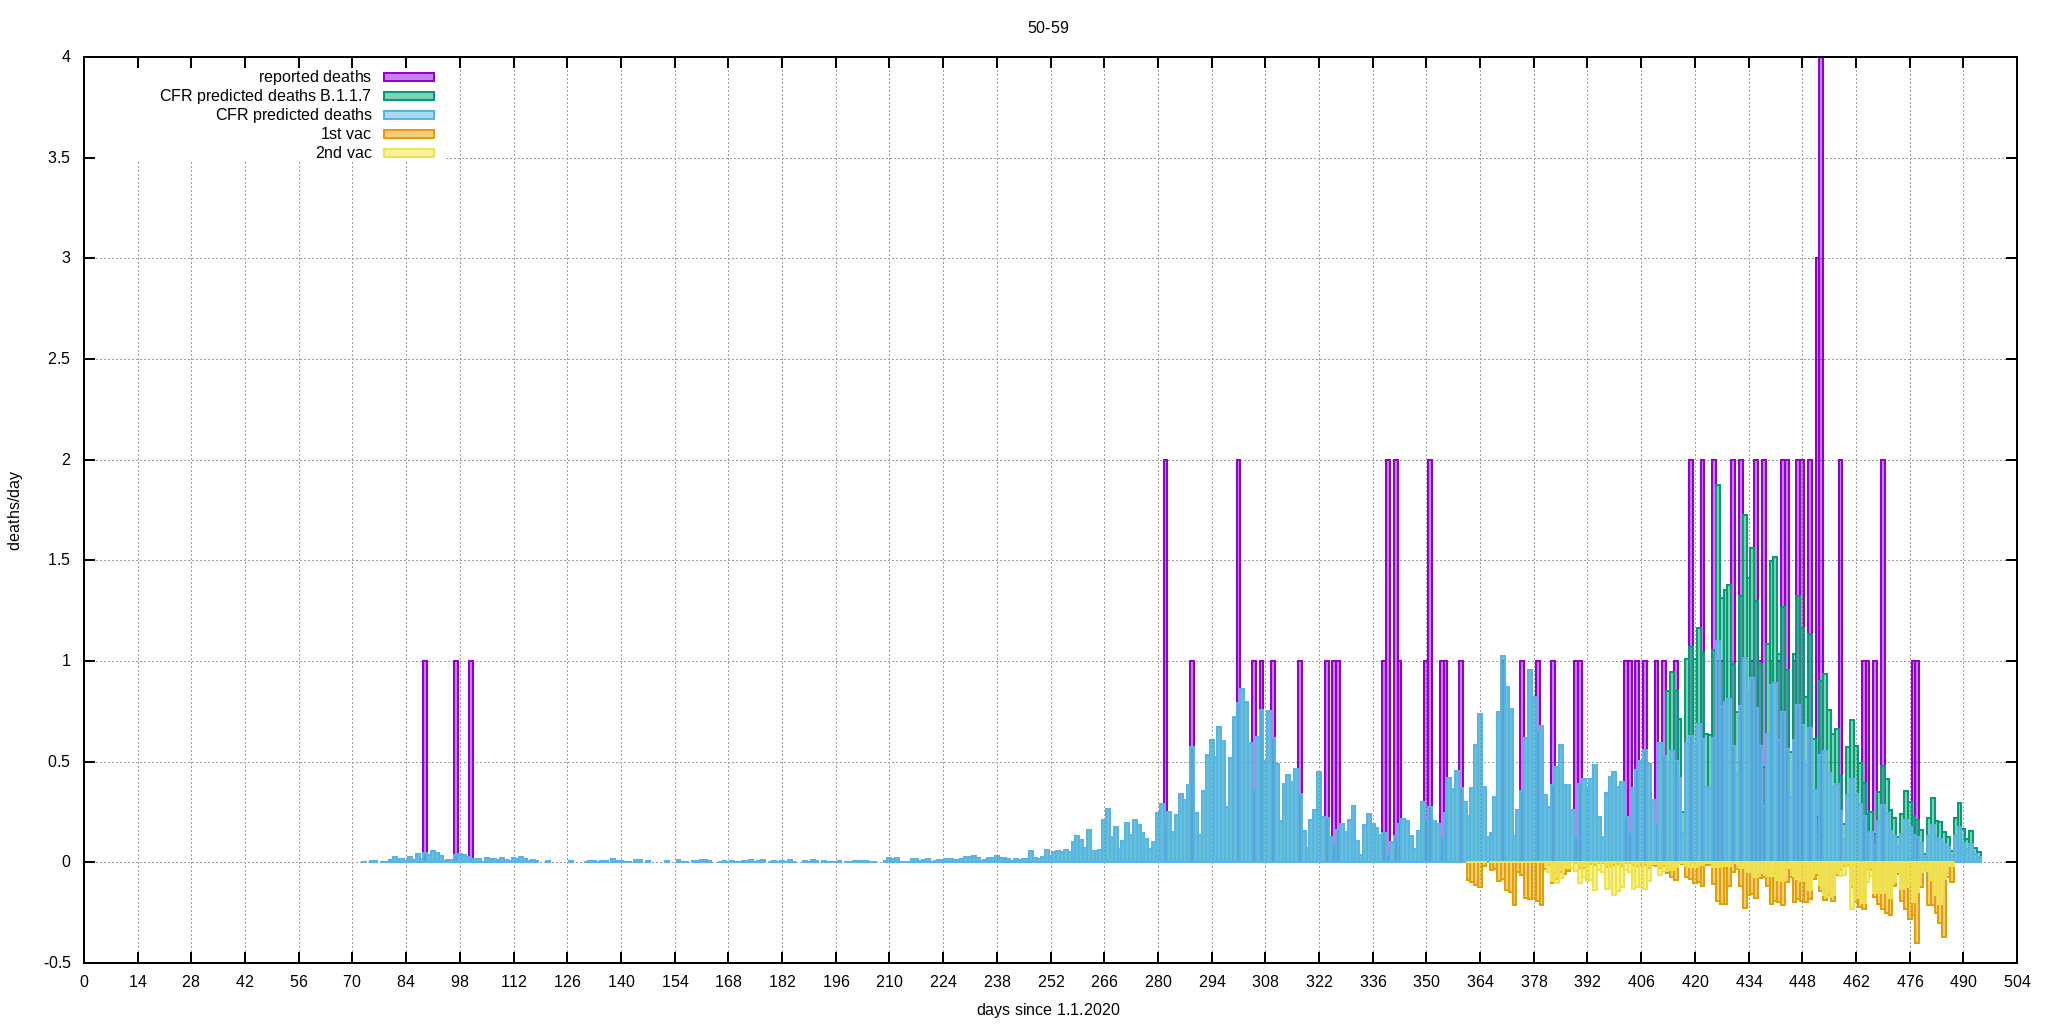 50-59
4
3.5
3
2.5
2
1.5
1
0.5
0
-0.5
reported deaths
CFR predicted deaths B.1.1.7
CFR predicted deaths
1st vac
2nd vac
deaths/day
0 14 28 42 56 70 84 98 112 126 140 154 168 182 196 210 224 238 252 266 280 294 308 322 336 350 364 378 392 406 420 434 448 462 476 490 504
days since 1.1.2020